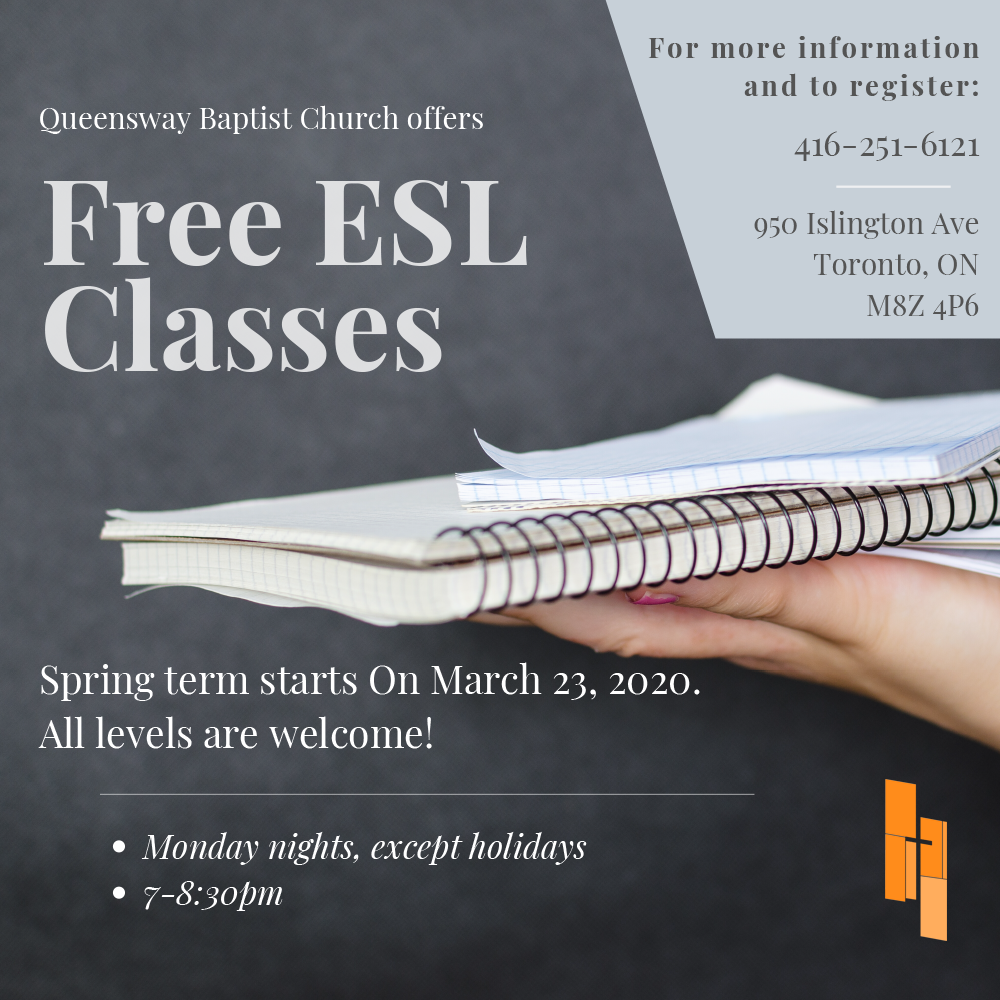 Queensway Baptist Church offers
Free ESL
Classes
For more information
and to register:
416-251-6121
950 Islington Ave
Toronto, ON
M8Z 4P6
Spring term starts On March 23, 2020.
All levels are welcome!
• Monday nights, except holidays
• 7-8:30pm